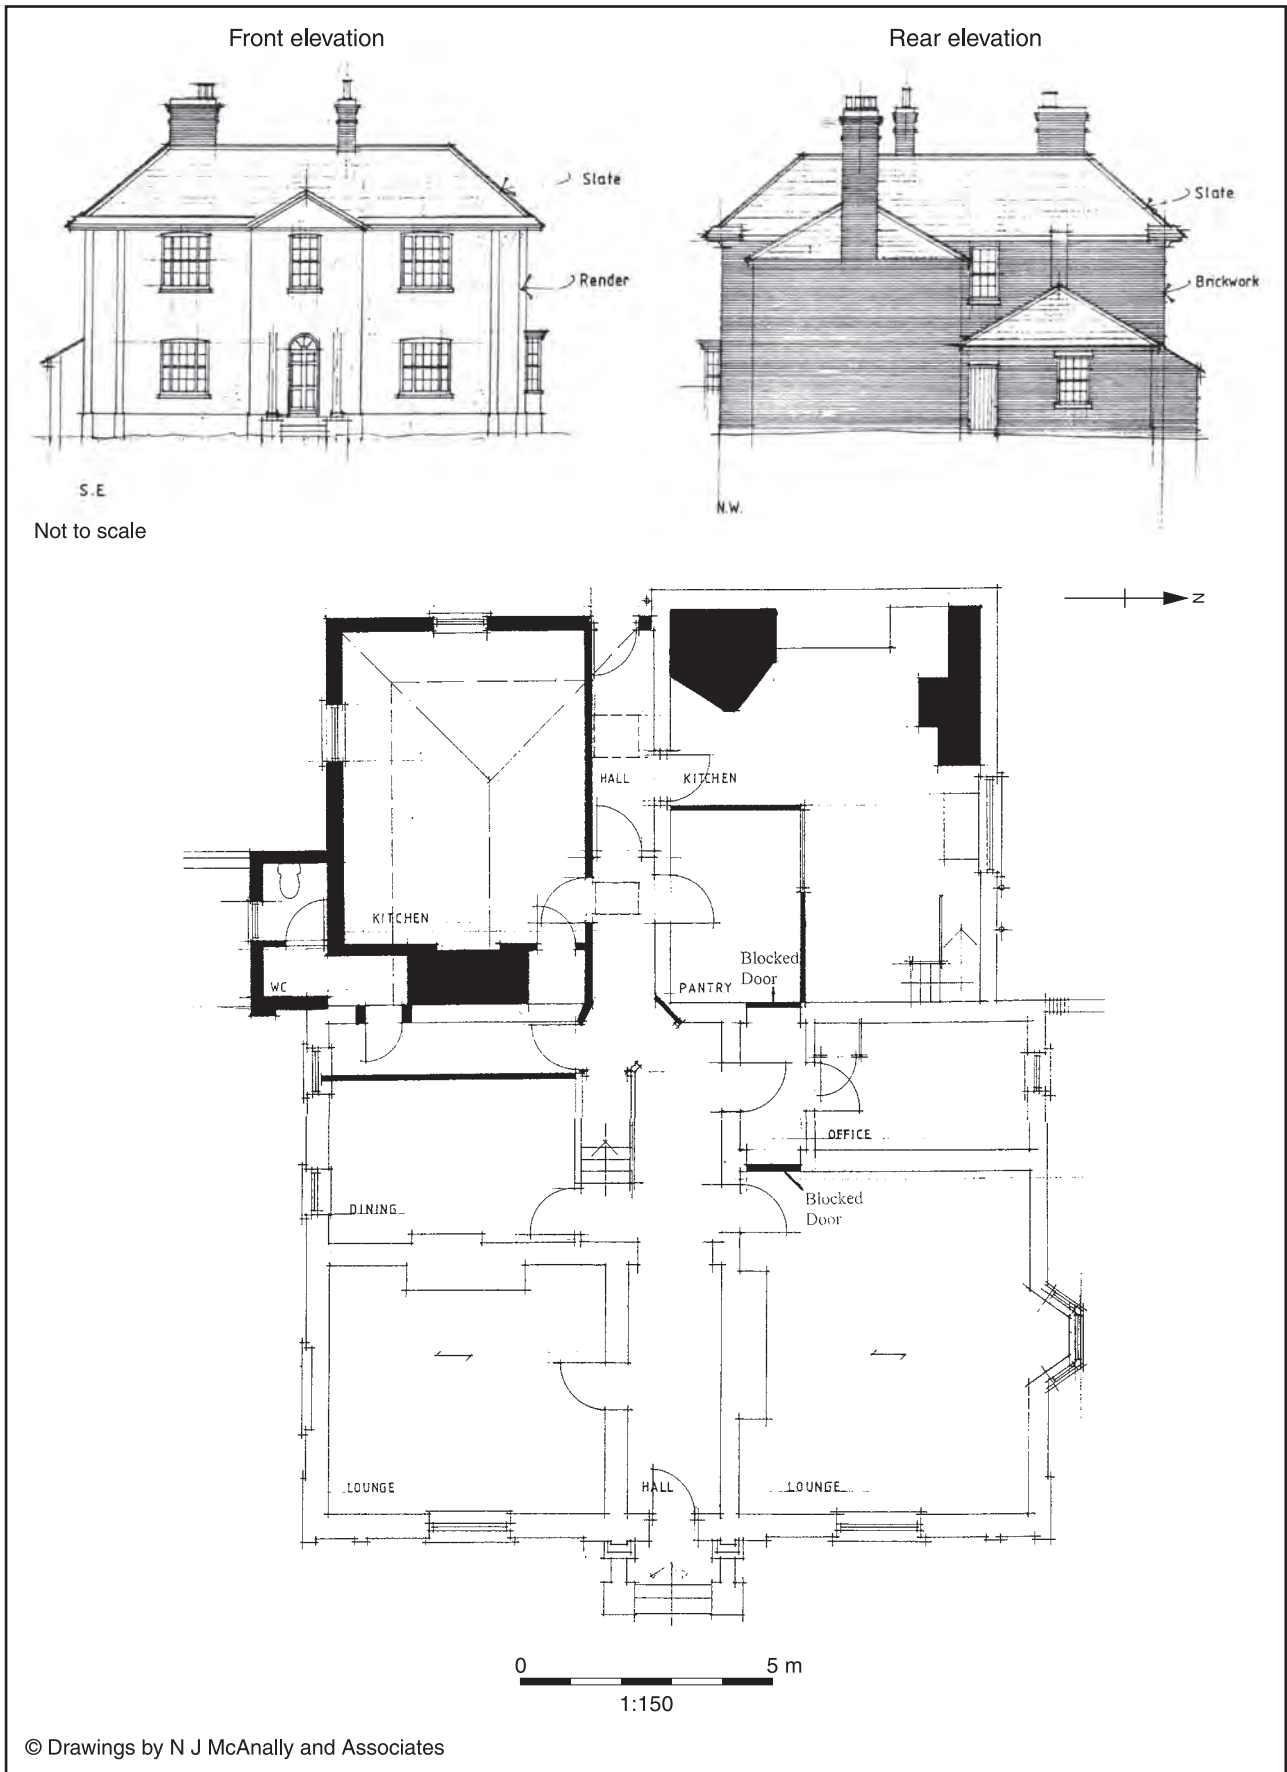 Front elevation
Rear elevation
Slate
Render
Slate
Brickwork
S.E
N.W.
Not to scale
N
HALL
KITCHEN
KITCHEN
WC
PANTRY
Blocked
Door
OFFICE
DINING
Blocked
Door
LOUNGE
HALL
LOUNGE
0 5 m
1:150
© Drawings by N J McAnally and Associates